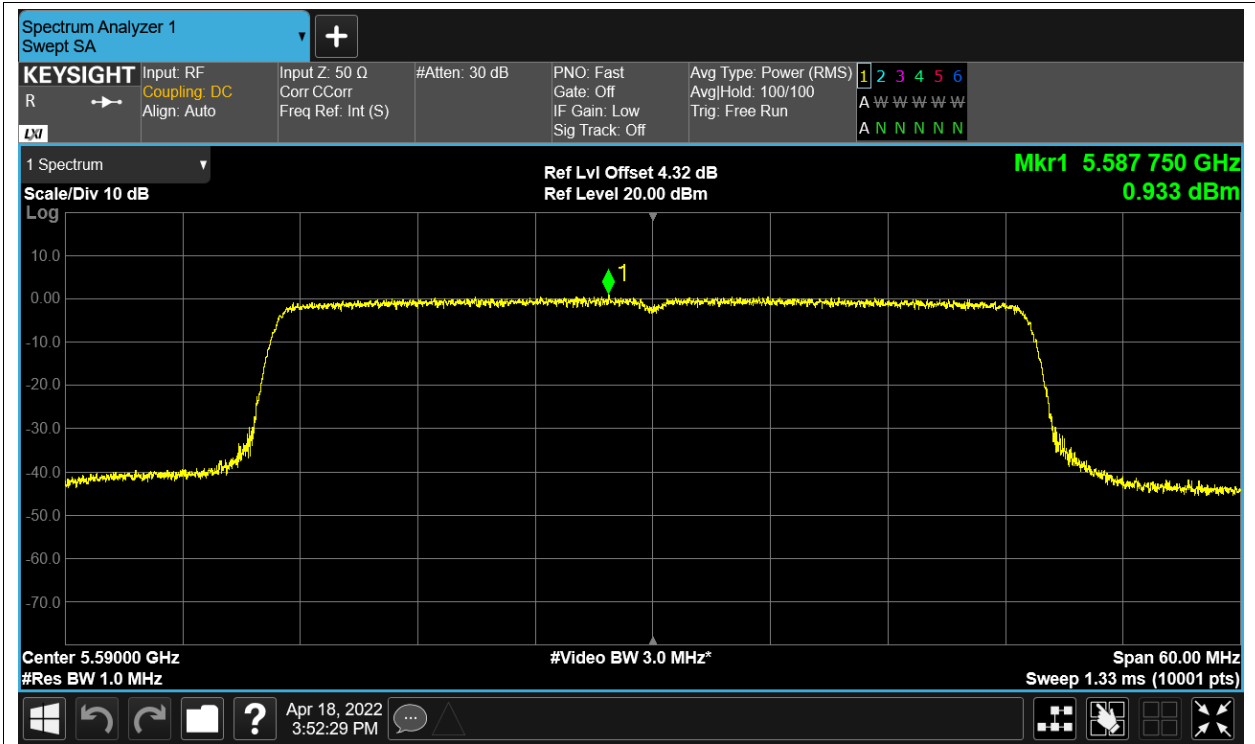 Spectrum Analyzer 1
Swept SA
KEYSIGHT
R
LXI
Input: RF
Coupling: DC
Align: Auto
Input Z: 50 Ω
Corr CCorr
Freq Ref: Int (S)
#Atten: 30 dB
PNO: Fast
Gate: Off
IF Gain: Low
Sig Track: Off
Avg Type: Power (RMS)
Avg|Hold: 100/100
Trig: Free Run
1 2 3 4 5 6
A W W W W W
A N N N N N
1 Spectrum
Scale/Div 10 dB
Ref Lvl Offset 4.32 dB
Ref Level 20.00 dBm
Mkr1 5.587 750 GHz
0.933 dBm
Log
10.0
0.00
-10.0
-20.0
-30.0
-40.0
-50.0
-60.0
-70.0
1
Center 5.59000 GHz
#Res BW 1.0 MHz
#Video BW 3.0 MHz*
Span 60.00 MHz
Sweep 1.33 ms (10001 pts)
?
Apr 18, 2022
3:52:29 PM